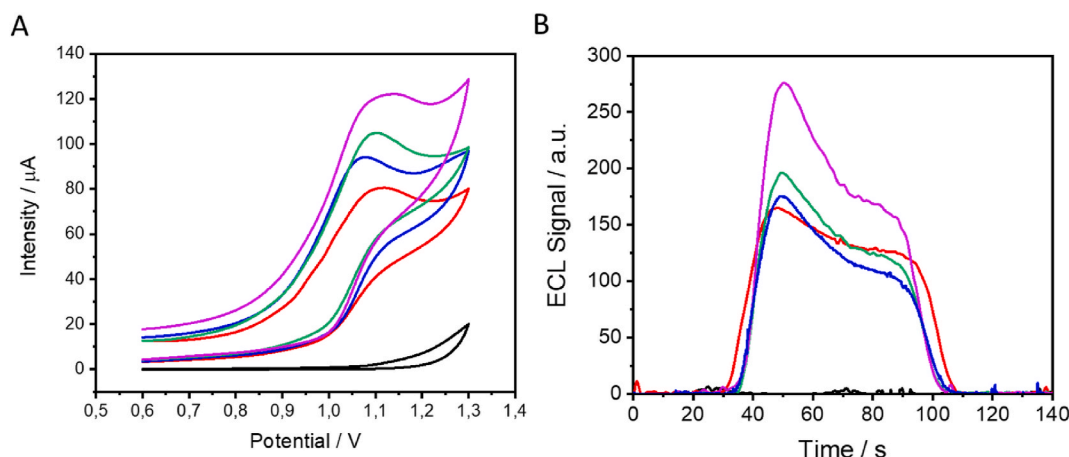 A
140
120
100
80
60
40
20
0
Intensity / μA
0,5 0,6 0,7 0,8 0,9 1,0 1,1 1,2 1,3 1,4
Potential / V
B
300
250
200
150
100
50
0
ECL Signal / a.u.
0 20 40 60 80 100 120 140
Time / s